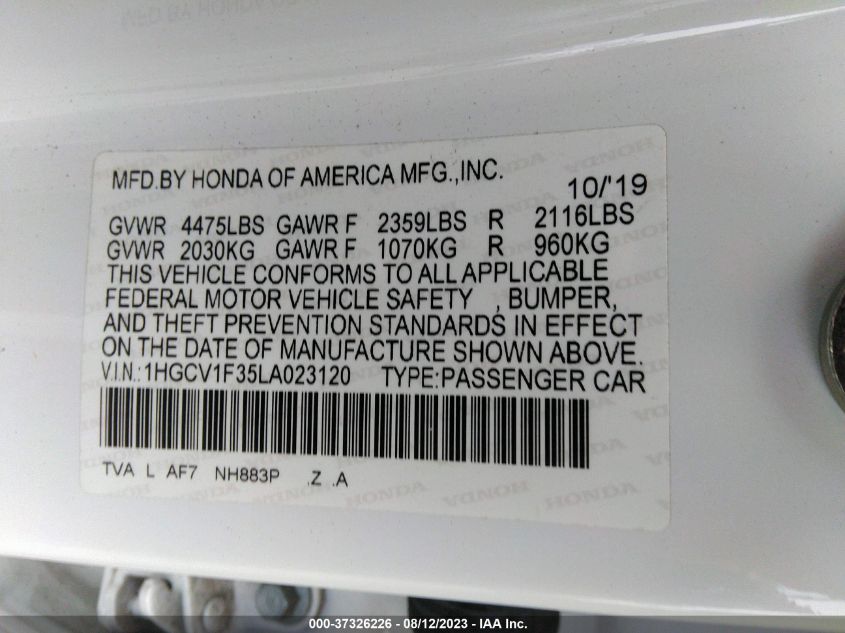 MFD.BY HONDA OF AMERICA MFG.,INC.
10/'19
GVWR 4475LBS GAWR F 2359LBS R 2116LBS
GVWR 2030KG GAWR F 1070KG R 960KG
THIS VEHICLE CONFORMS TO ALL APPLICABLE
FEDERAL MOTOR VEHICLE SAFETY , BUMPER,
AND THEFT PREVENTION STANDARDS IN EFFECT
ON THE DATE OF MANUFACTURE SHOWN ABOVE.
V.I.N.:1HGCV1F35LA023120 TYPE:PASSENGER CAR
TVA L AF7 NH883P .Z .A
000-37326226 - 08/12/2023 - IAA Inc.